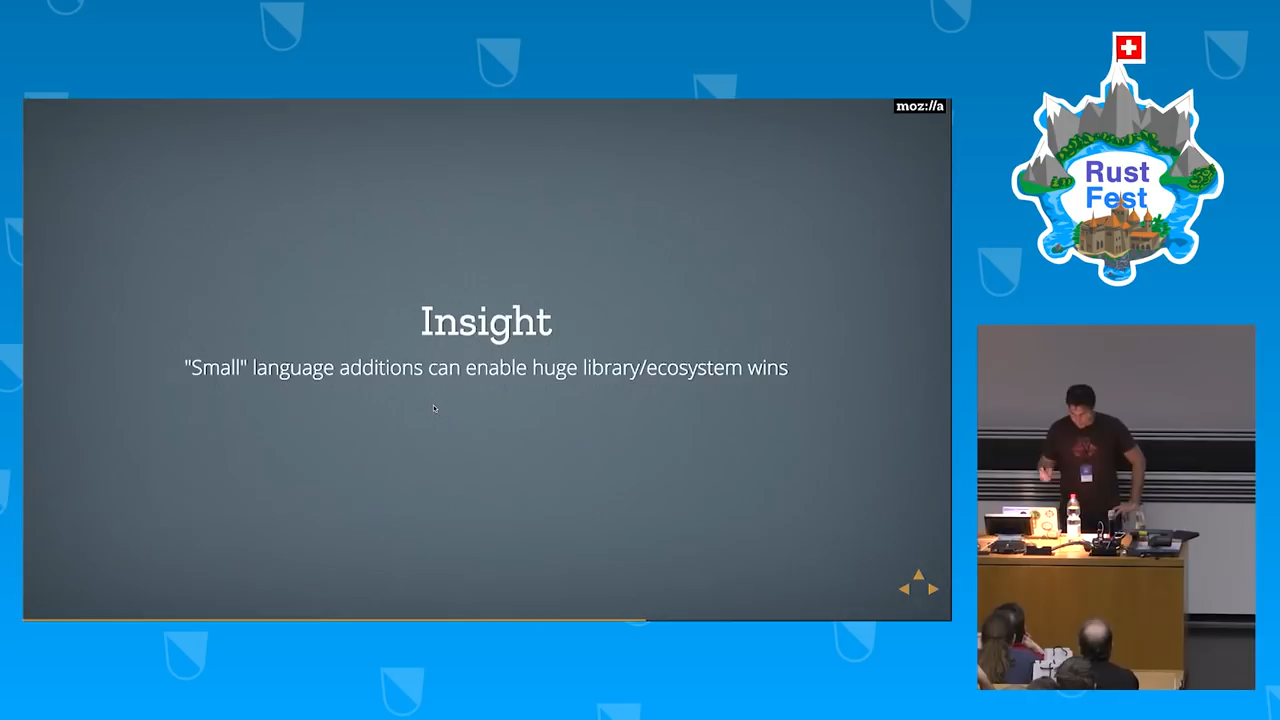 moz://a
Insight
"Small" language additions can enable huge library/ecosystem wins
Rust
Fest